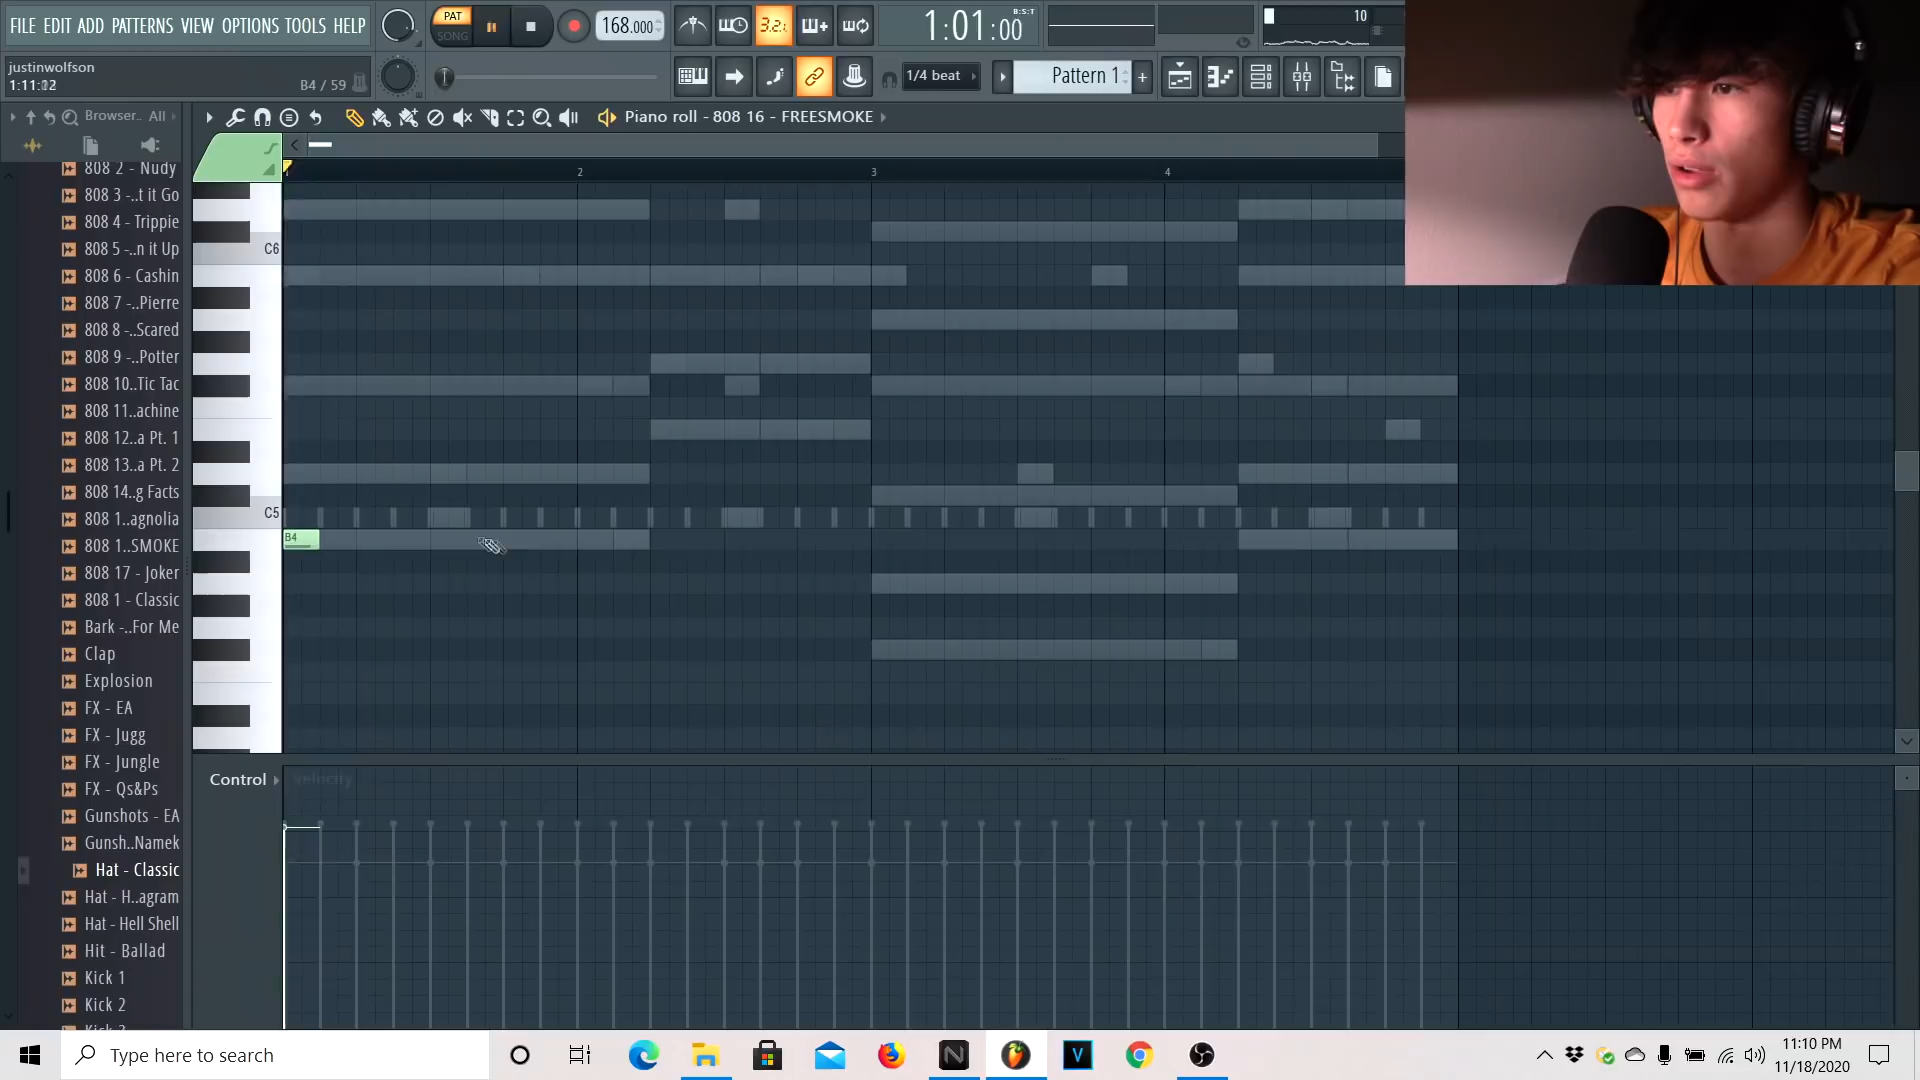 FILE EDIT ADD PATTERNS VIEW OPTIONS TOOLS HELP
PAT
SONG
168.000
3.2.
1:01:00
B:S:T
10
justinwolfson
1:11:02
B4 / 59
1/4 beat
Pattern 1
Browser.. All
Piano roll - 808 16 - FREESMOKE
808 2 - Nudy
808 3 -..t it Go
808 4 - Trippie
808 5 -..n it Up
808 6 - Cashin
808 7 -..Pierre
808 8 -..Scared
808 9 -..Potter
808 10..Tic Tac
808 11..achine
808 12..a Pt. 1
808 13..a Pt. 2
808 14..g Facts
808 1..agnolia
808 1..SMOKE
808 17 - Joker
808 1 - Classic
Bark -..For Me
Clap
Explosion
FX - EA
FX - Jugg
FX - Jungle
FX - Qs&Ps
Gunshots - EA
Gunsh..Namek
Hat - Classic
Hat - H..agram
Hat - Hell Shell
Hit - Ballad
Kick 1
Kick 2
2
3
4
C6
C5
B4
Control
Velocity
Type here to search
11:10 PM
11/18/2020